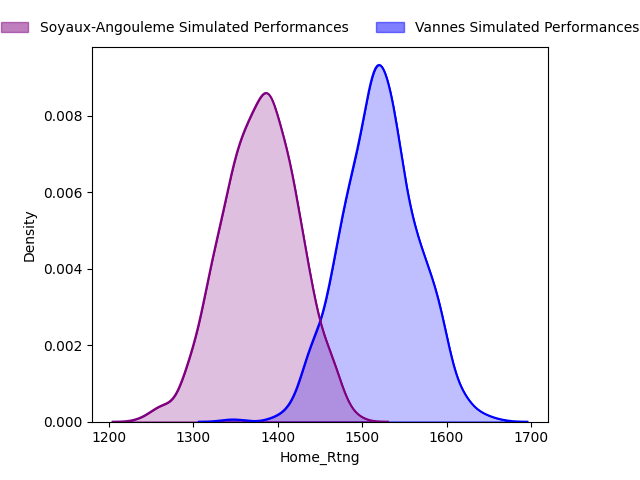 Soyaux-Angouleme Simulated Performances Vannes Simulated Performances
0.008
0.006
0.004
0.002
0.000
Density
1200 1300 1400 1500 1600 1700
Home_Rtng